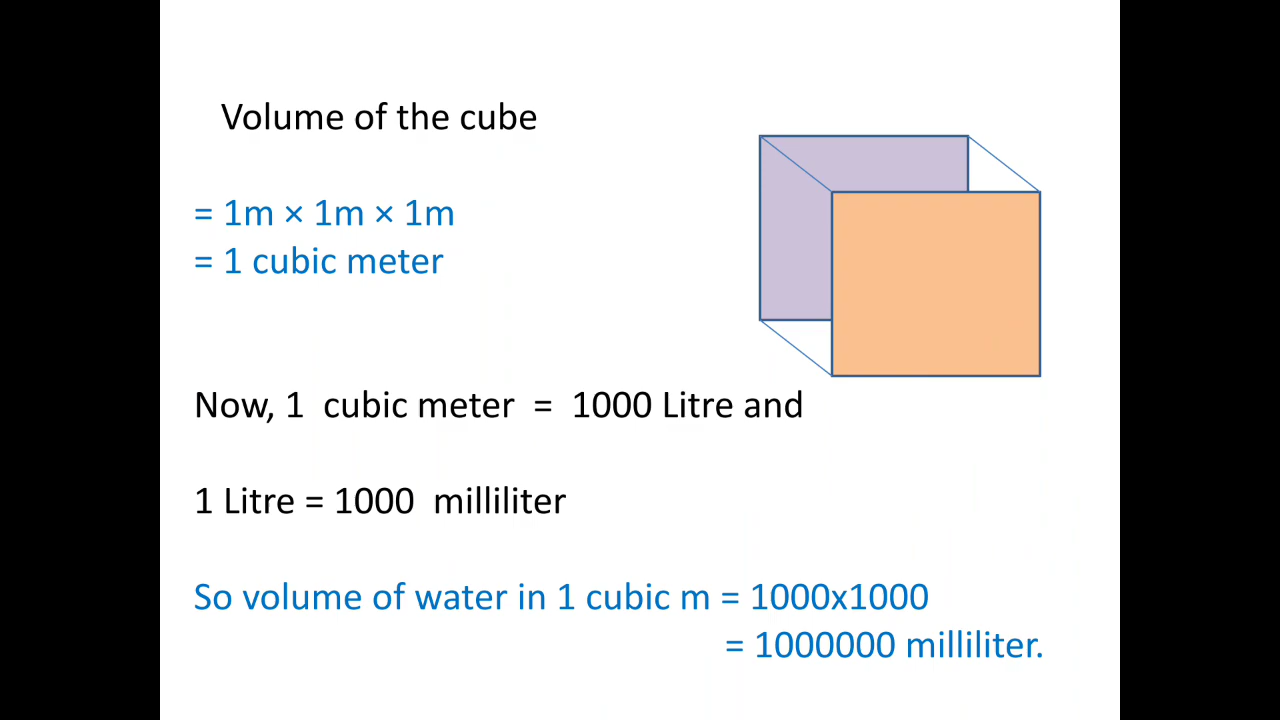 Volume of the cube
= 1m × 1m × 1m
= 1 cubic meter
Now, 1 cubic meter = 1000 Litre and
1 Litre = 1000 milliliter
So volume of water in 1 cubic m = 1000x1000
= 1000000 milliliter.